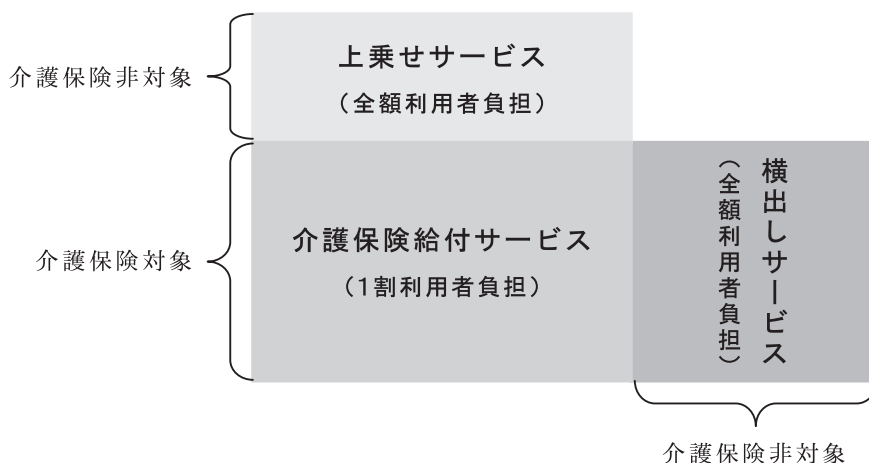 上乗せサービス
（全額利用者負担）
介護保険非対象
介護保険給付サービス
（1割利用者負担）
介護保険対象
横出しサービス
（全額利用者負担）
介護保険非対象